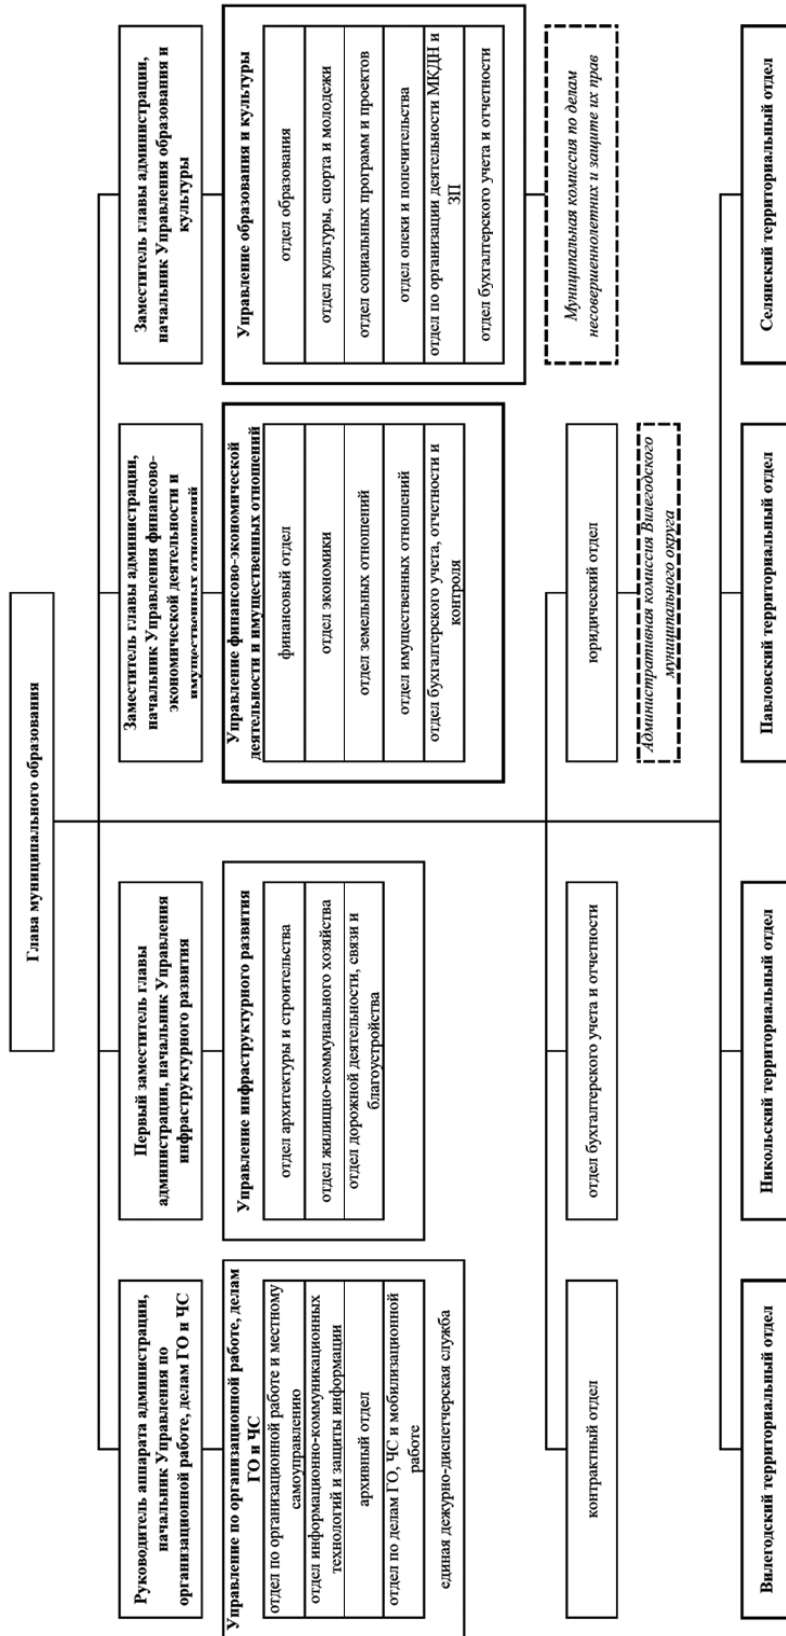 Глава муниципального образования
Руководитель аппарата администрации,
начальник Управления по
организационной работе, делам ГО и ЧС
Первый заместитель главы
администрации, начальник Управления
инфраструктурного развития
Заместитель главы администрации,
начальник Управления финансово-
экономической деятельности и
имущественных отношений
Заместитель главы администрации,
начальник Управления образования и
культуры
Управление по организационной работе, делам
ГО и ЧС
отдел по организационной работе и местному
самоуправлению
отдел информационно-коммуникационных
технологий и защиты информации
архивный отдел
отдел по делам ГО, ЧС и мобилизационной
работе
единая дежурно-диспетчерская служба
Управление инфраструктурного развития
отдел архитектуры и строительства
отдел жилищно-коммунального хозяйства
отдел дорожной деятельности, связи и
благоустройства
Управление финансово-экономической
деятельности и имущественных отношений
финансовый отдел
отдел экономики
отдел земельных отношений
отдел имущественных отношений
отдел бухгалтерского учета, отчетности и
контроля
Управление образования и культуры
отдел образования
отдел культуры, спорта и молодежи
отдел социальных программ и проектов
отдел опеки и попечительства
отдел по организации деятельности МКДН и
ЗП
отдел бухгалтерского учета и отчетности
контрактный отдел
отдел бухгалтерского учета и отчетности
юридический отдел
Административная комиссия Вилегодского
муниципального округа
Муниципальная комиссия по делам
несовершеннолетних и защите их прав
Вилегодский территориальный отдел
Никольский территориальный отдел
Павловский территориальный отдел
Селянский территориальный отдел